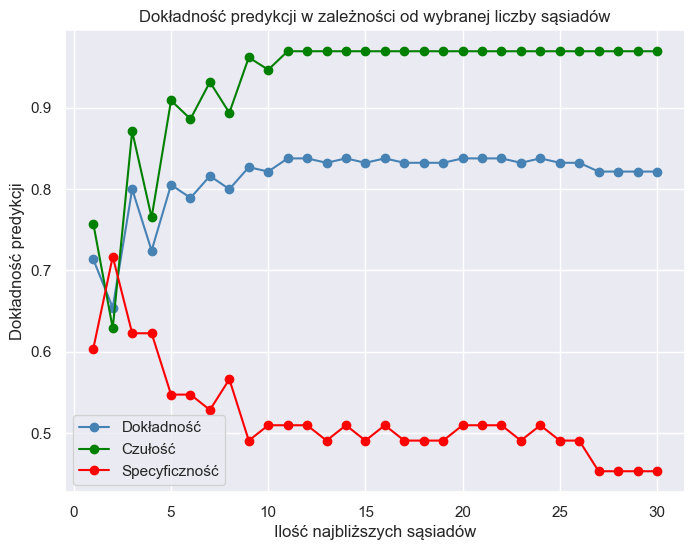 Dokładność predykcji w zależności od wybranej liczby sąsiadów
Dokładność predykcji
0.9
0.8
0.7
0.6
0.5
Dokładność
Czułość
Specyficzność
0 5 10 15 20 25 30
Ilość najbliższych sąsiadów